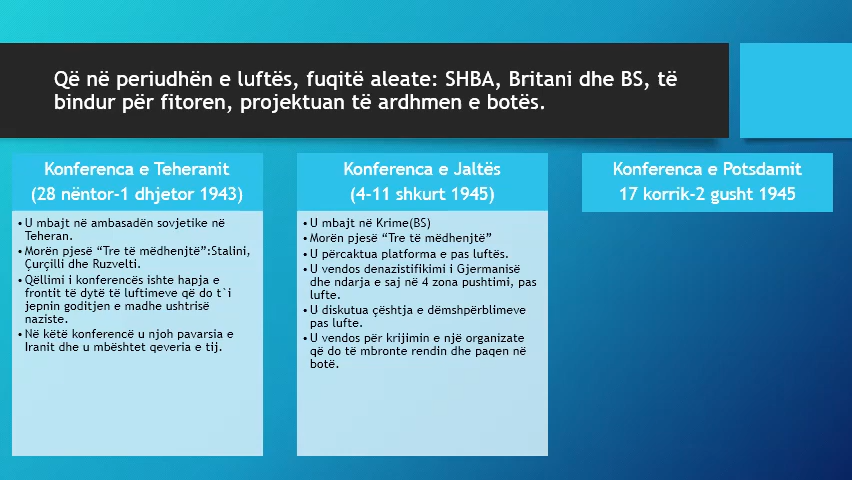 Që në periudhën e luftës, fuqitë aleate: SHBA, Britani dhe BS, të
bindur për fitoren, projektuan të ardhmen e botës.
Konferenca e Teheranit
(28 nëntor-1 dhjetor 1943)
•U mbajt në ambasadën sovjetike në
Teheran.
•Morën pjesë “Tre të mëdhenjtë”:Stalini,
Çurçilli dhe Ruzvelti.
•Qëllimi i konferencës ishte hapja e
frontit të dytë të luftimeve që do t`i
jepnin goditjen e madhe ushtrisë
naziste.
•Në këtë konferencë u njoh pavarsia e
Iranit dhe u mbështet qeveria e tij.
Konferenca e Jaltës
(4-11 shkurt 1945)
•U mbajt në Krime(BS)
•Morën pjesë “Tre të mëdhenjtë”
•U përcaktua platforma e pas luftës.
•U vendos denazistifikimi i Gjermanisë
dhe ndarja e saj në 4 zona pushtimi, pas
lufte.
•U diskutua çështja e dëmshpërblimeve
pas lufte.
•U vendos për krijimin e një organizate
që do të mbronte rendin dhe paqen në
botë.
Konferenca e Potsdamit
17 korrik-2 gusht 1945